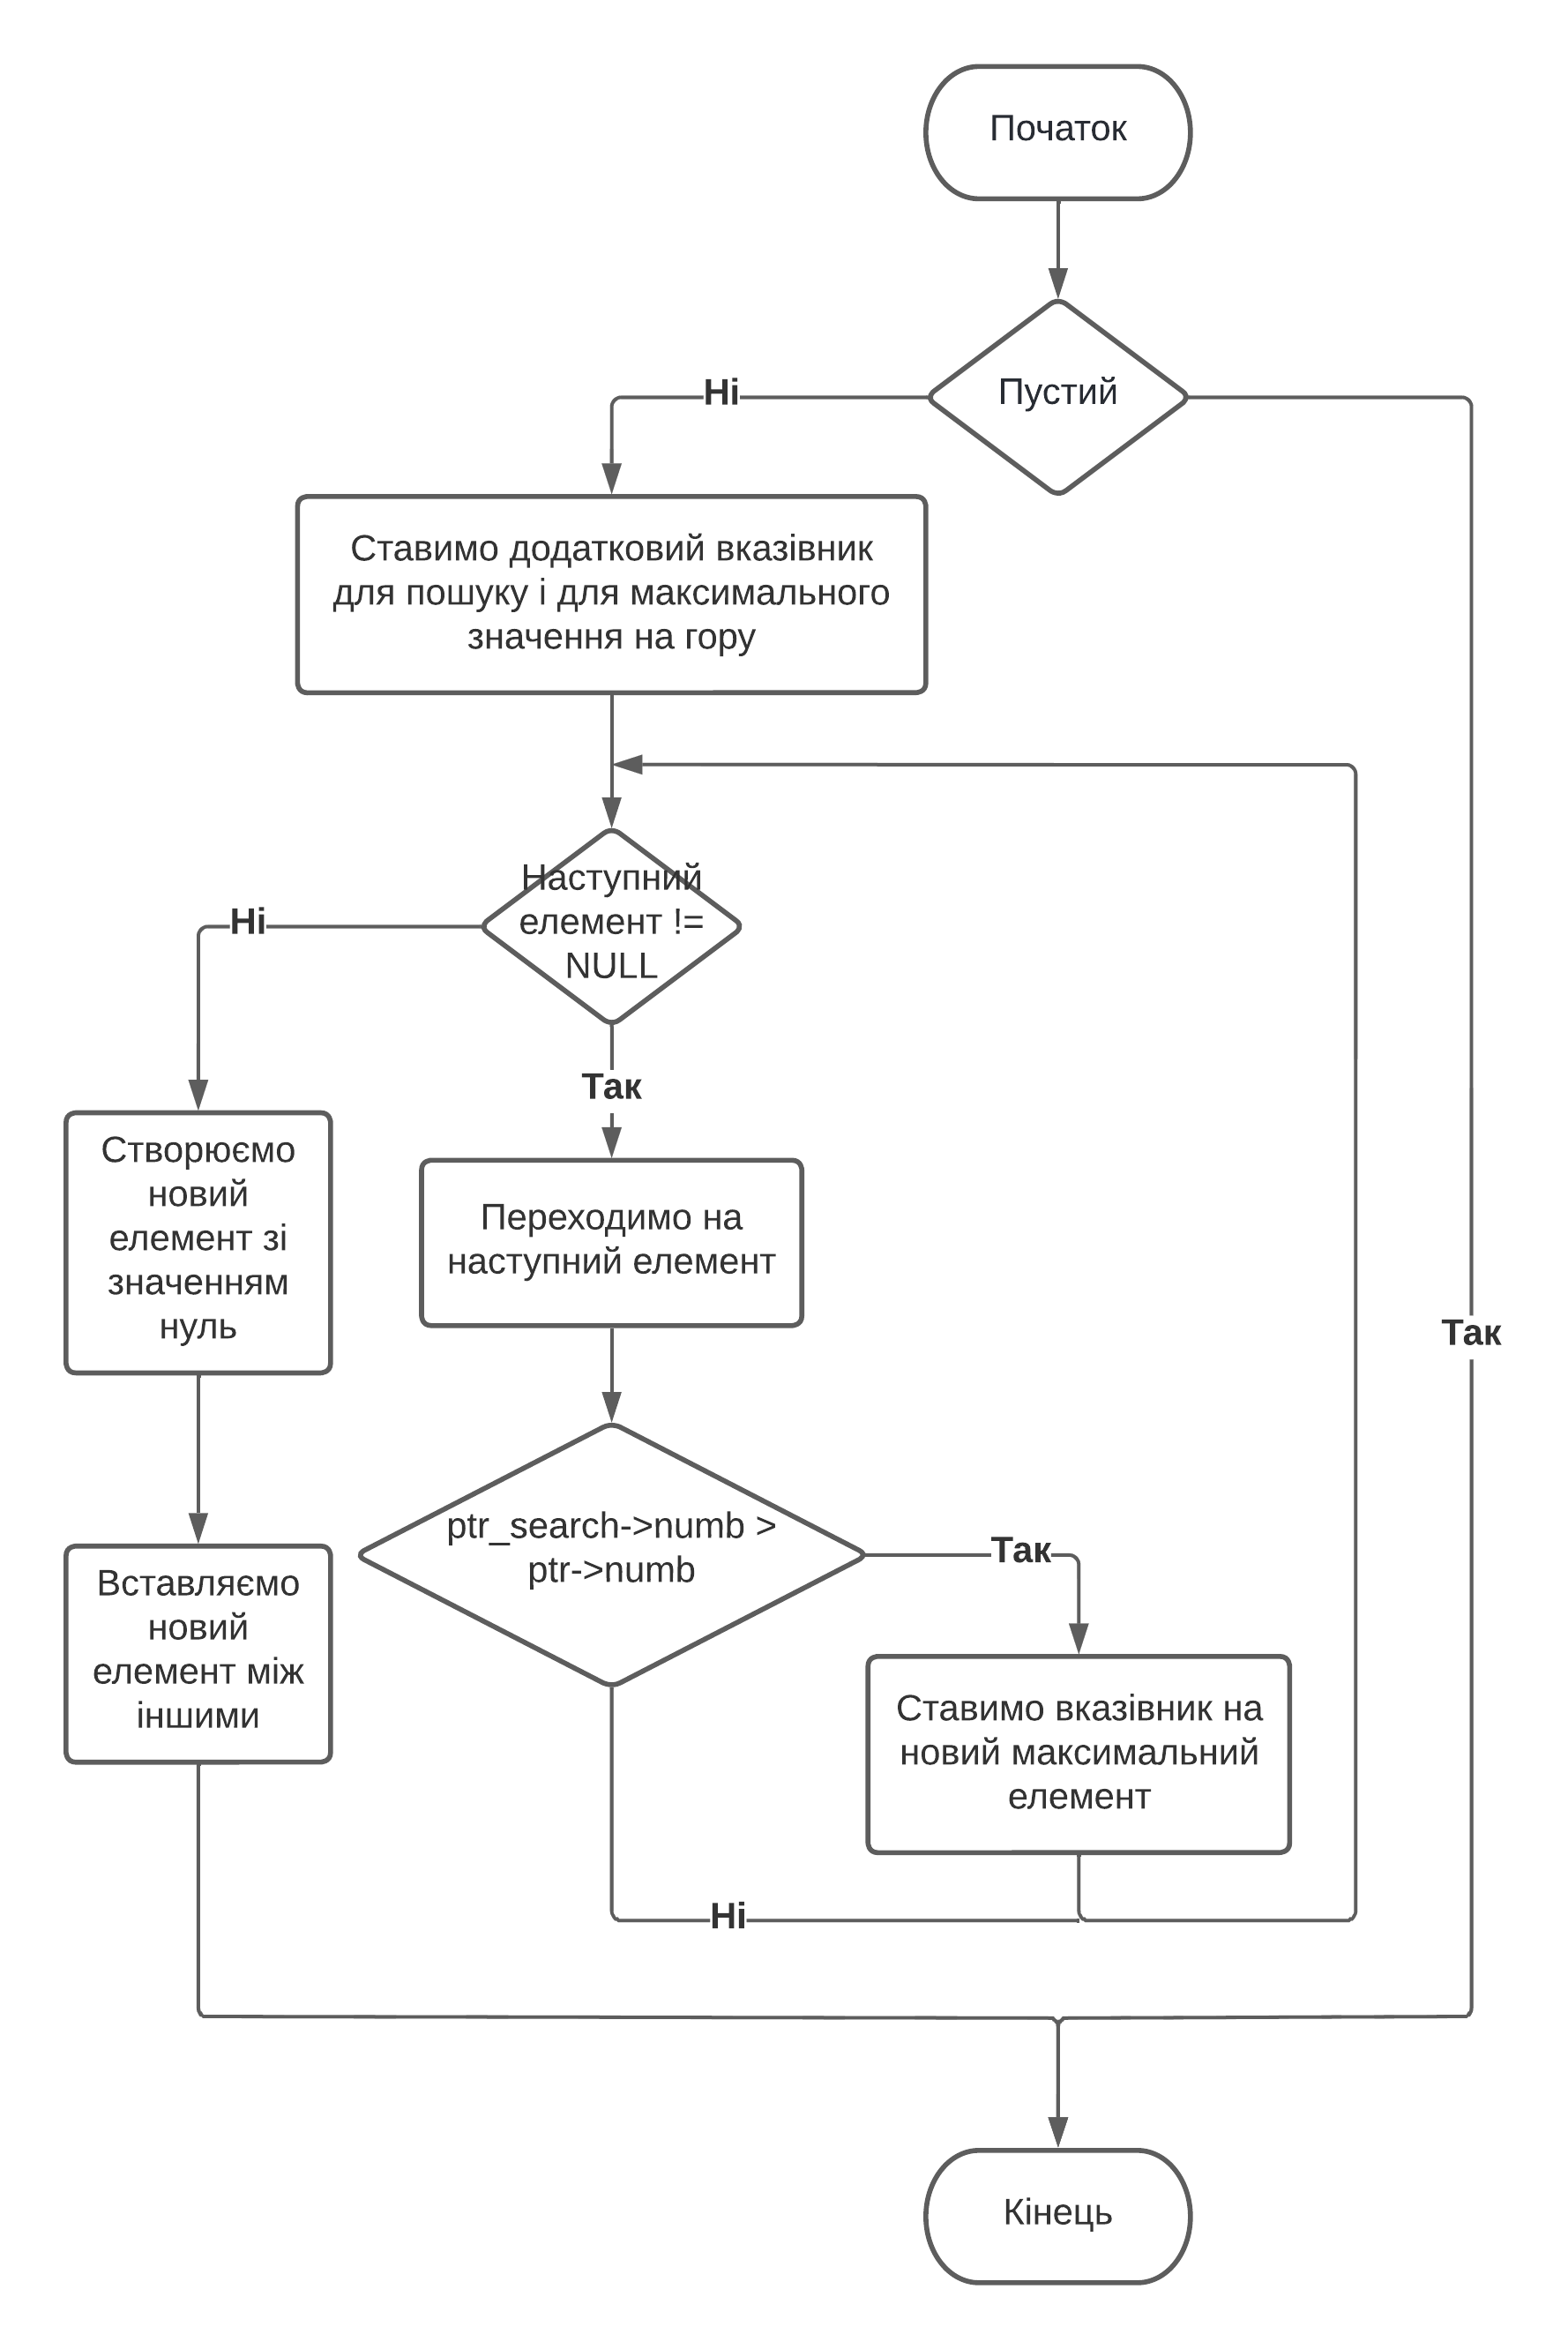 Початок
Пустий
Ні
Ставимо додатковий вказівник
для пошуку і для максимального
значення на гору
Наступний
елемент !=
NULL
Ні
Так
Створюємо
новий
елемент зі
значенням
нуль
Переходимо на
наступний елемент
Так
ptr_search->numb >
ptr->numb
Так
Вставляємо
новий
елемент між
іншими
Ставимо вказівник на
новий максимальний
елемент
Ні
Кінець